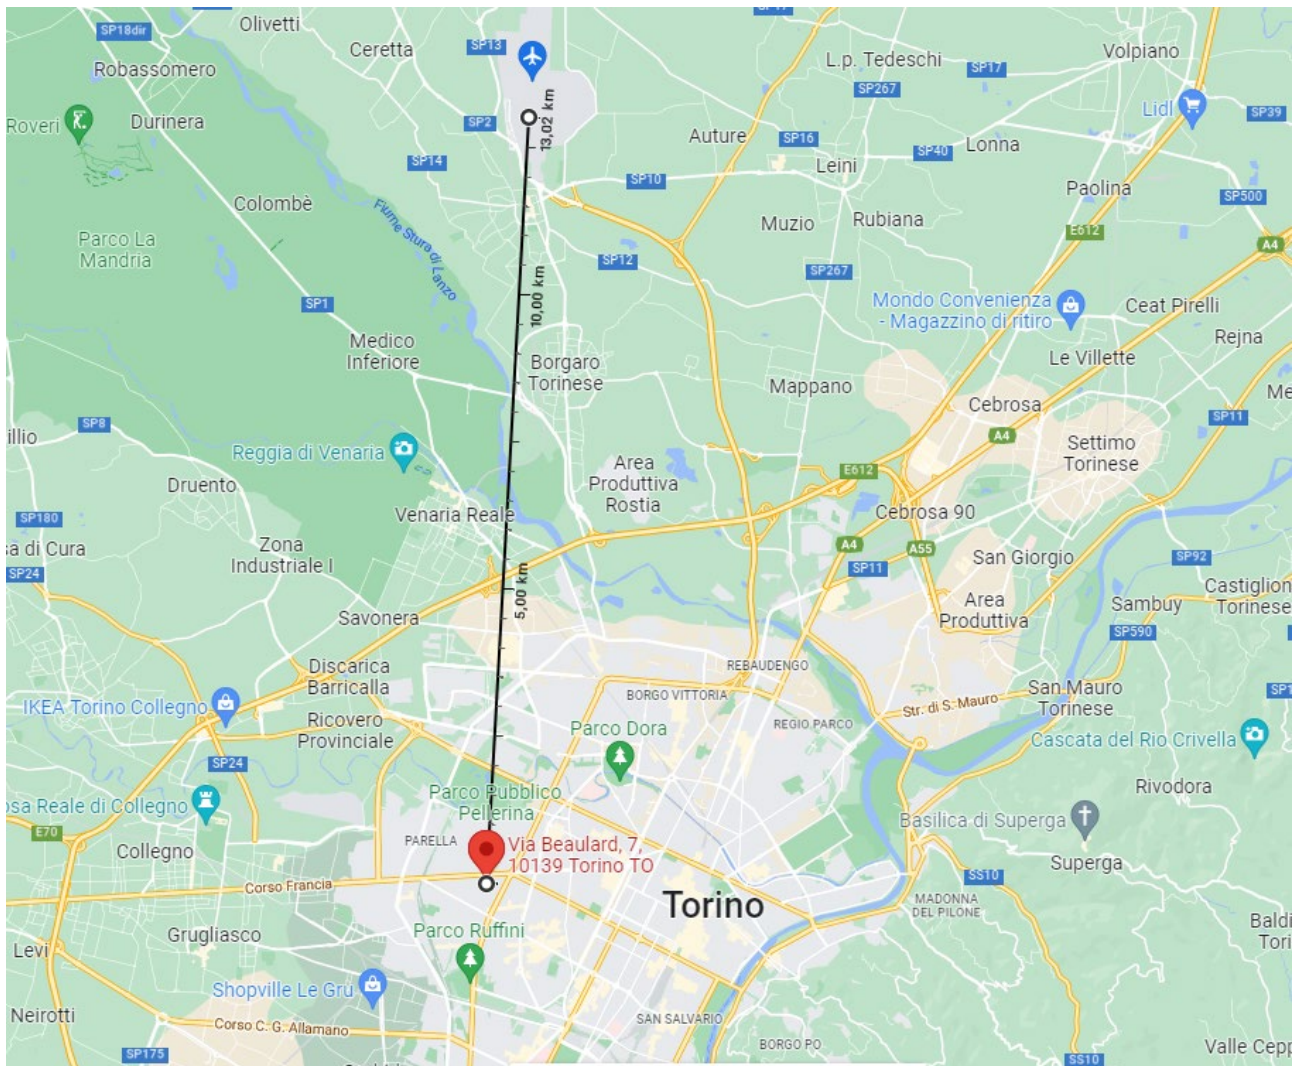 Olivetti
SP18dir
Ceretta
SP13
Volpiano
L.p. Tedeschi
SP17
Robassomero
SP267
Lidl
SP39
Roveri
Durinera
SP2
13,02 km
Auture
SP16
Lonna
SP14
SP40
Leini
SP10
Paolina
SP500
Colombè
Muzio
Rubiana
Fiume Stura di Lanzo
E612
A4
Parco La
Mandria
SP12
SP267
SP1
10,00 km
Mondo Convenienza
- Magazzino di ritiro
Ceat Pirelli
Medico
Inferiore
Rejna
Borgaro
Torinese
Le Villette
Mappano
Cebrosa
SP8
SP11
A4
Reggia di Venaria
Settimo
Torinese
Area
Produttiva
Rostia
E612
Druento
Venaria Reale
Cebrosa 90
SP180
Zona
Industriale I
A4
A55
San Giorgio
SP92
SP24
SP11
5,00 km
Castiglion
Torinese
Area
Produttiva
Sambuy
Savonera
SP590
REBAUDENGO
Discarica
Barricalla
BORGO VITTORIA
San Mauro
Torinese
IKEA Torino Collegno
Str. di S. Mauro
Ricovero
Provinciale
Parco Dora
REGIO PARCO
Cascata del Rio Crivella
SP24
Parco Pubblico
Pellerina
Rivodora
Reale di Collegno
E70
PARELLA
Via Beaulard, 7,
10139 Torino TO
Basilica di Superga
Collegno
Superga
Corso Francia
SS10
Torino
MADONNA
DEL PILONE
Grugliasco
Parco Ruffini
Levi
Shopville Le Gru
Neirotti
Corso C. G. Allamano
SAN SALVARIO
BORGO PO
SP175
SS10
Valle Cepp